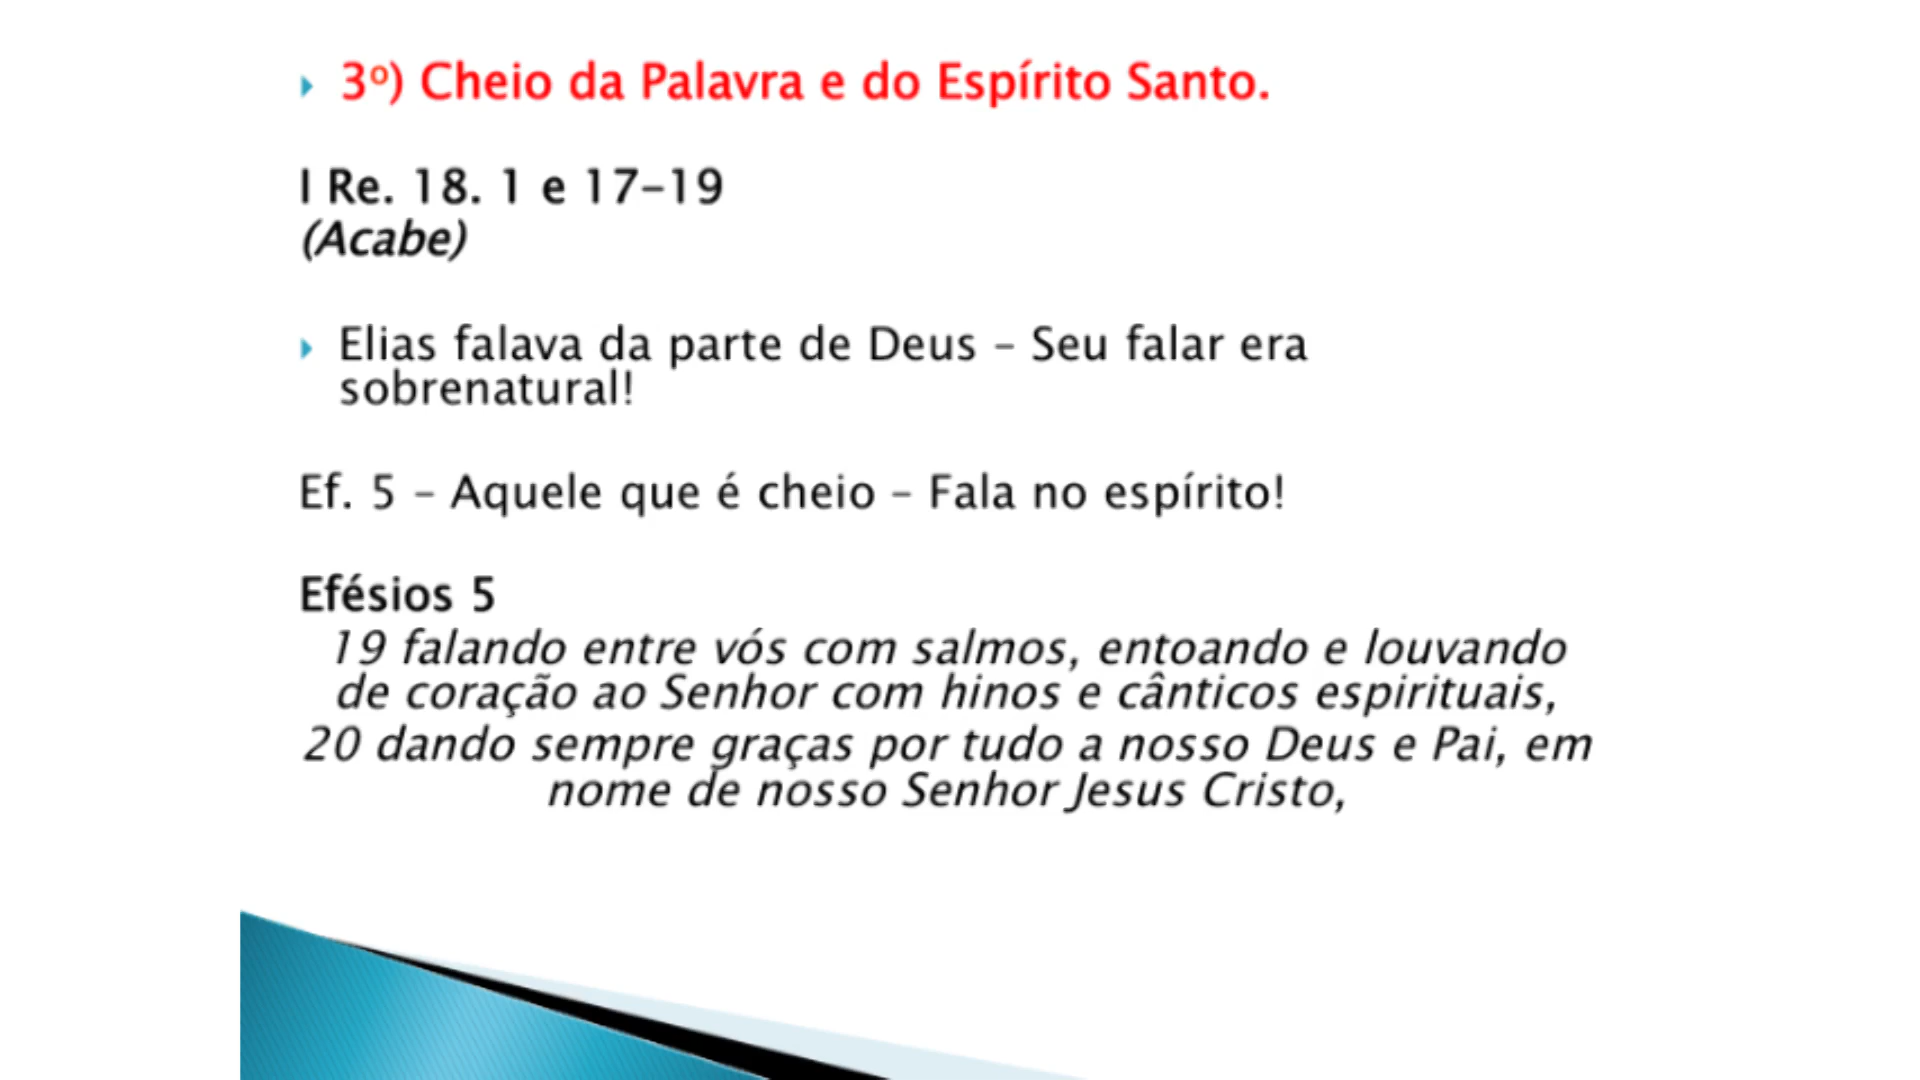 3º) Cheio da Palavra e do Espírito Santo.
I Re. 18. 1 e 17-19
(Acabe)
Elias falava da parte de Deus – Seu falar era
sobrenatural!
Ef. 5 – Aquele que é cheio – Fala no espírito!
Efésios 5
19 falando entre vós com salmos, entoando e louvando
de coração ao Senhor com hinos e cânticos espirituais,
20 dando sempre graças por tudo a nosso Deus e Pai, em
nome de nosso Senhor Jesus Cristo,